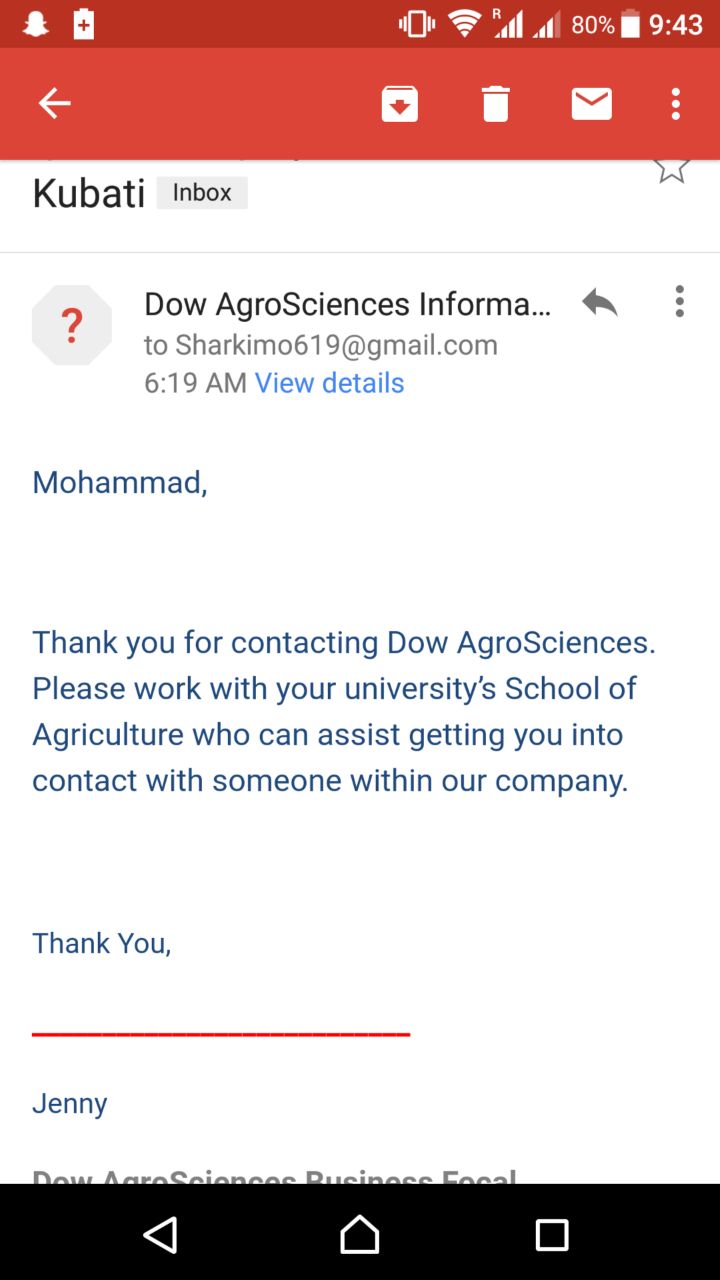 R 80% 9:43
Kubati Inbox
? Dow AgroSciences Informa...
to Sharkimo619@gmail.com
6:19 AM View details
Mohammad,
Thank you for contacting Dow AgroSciences.
Please work with your university’s School of
Agriculture who can assist getting you into
contact with someone within our company.
Thank You,
Jenny
Dow AgroSciences Business Focal